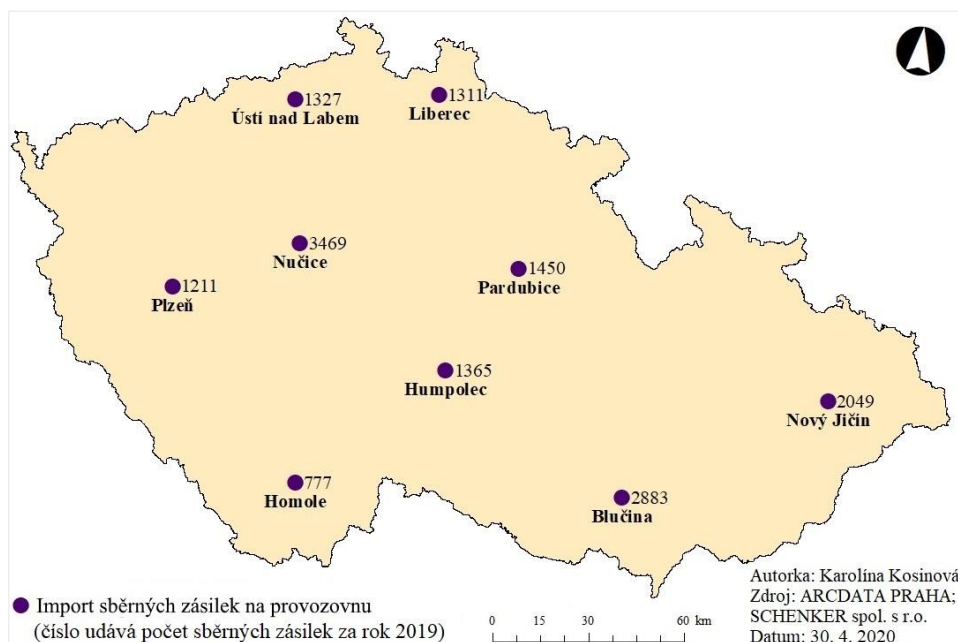 1327
Ústí nad Labem
1311
Liberec
3469
Nučice
1450
Pardubice
1211
Plzeň
1365
Humpolec
2049
Nový Jičín
777
Homole
2883
Blučina
Import sběrných zásilek na provozovnu
(číslo udává počet sběrných zásilek za rok 2019)
0 15 30 60 km
Autorka: Karolína Kosinová
Zdroj: ARCDATA PRAHA;
SCHENKER spol. s r.o.
Datum: 30. 4. 2020